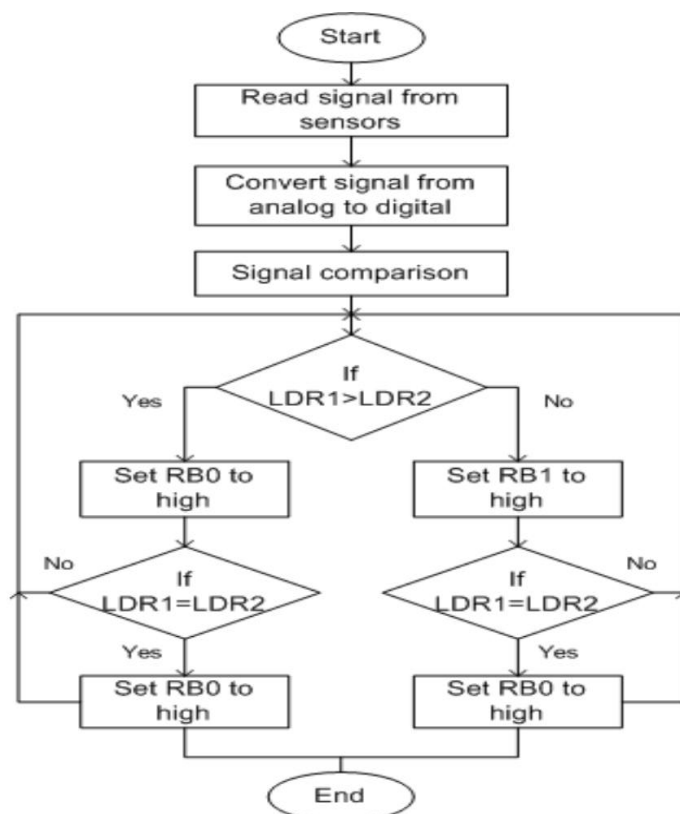 Start
Read signal from
sensors
Convert signal from
analog to digital
Signal comparison
If
LDR1>LDR2
Yes
No
Set RB0 to
high
Set RB1 to
high
No
If
LDR1=LDR2
If
LDR1=LDR2
No
Yes
Yes
Set RB0 to
high
Set RB0 to
high
End